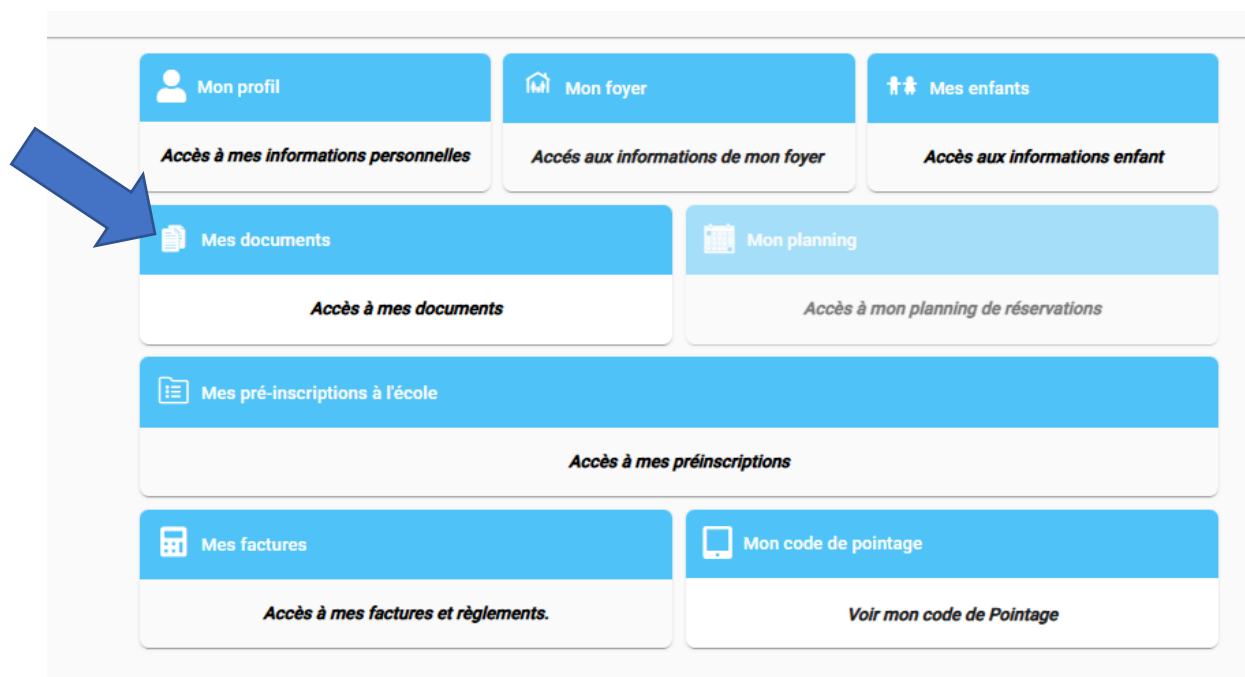 Mon profil
Mon foyer
Mes enfants
Accès à mes informations personnelles
Accés aux informations de mon foyer
Accès aux informations enfant
Mes documents
Mon planning
Accès à mes documents
Accès à mon planning de réservations
Mes pré-inscriptions à l'école
Accès à mes préinscriptions
Mes factures
Mon code de pointage
Accès à mes factures et règlements.
Voir mon code de Pointage